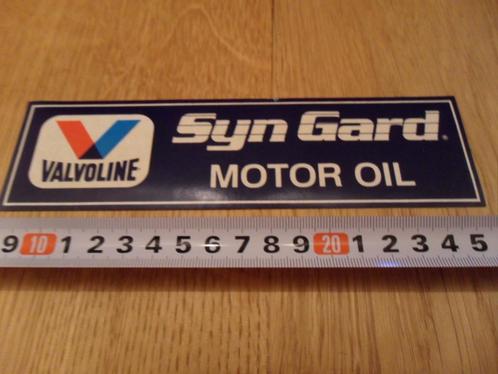 VALVOLINE
Syn Gard
MOTOR OIL
9 10 1 2 3 4 5 6 7 8 9 20 1 2 3 4 5